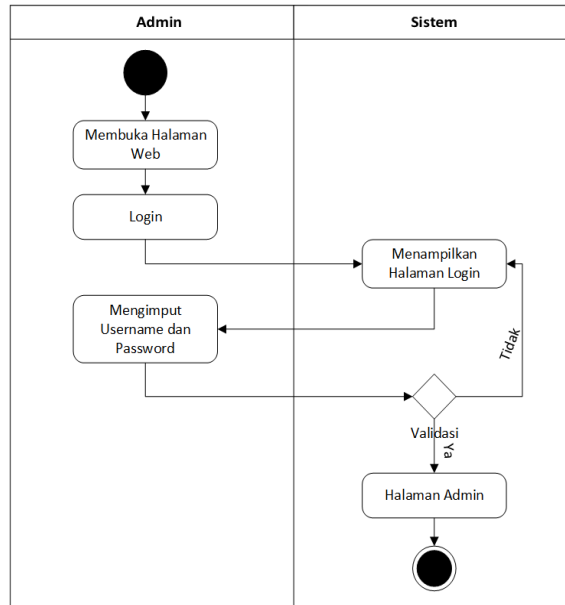 Admin
Sistem
Membuka Halaman
Web
Login
Menampilkan
Halaman Login
Mengimput
Username dan
Password
Tidak
Validasi
Ya
Halaman Admin